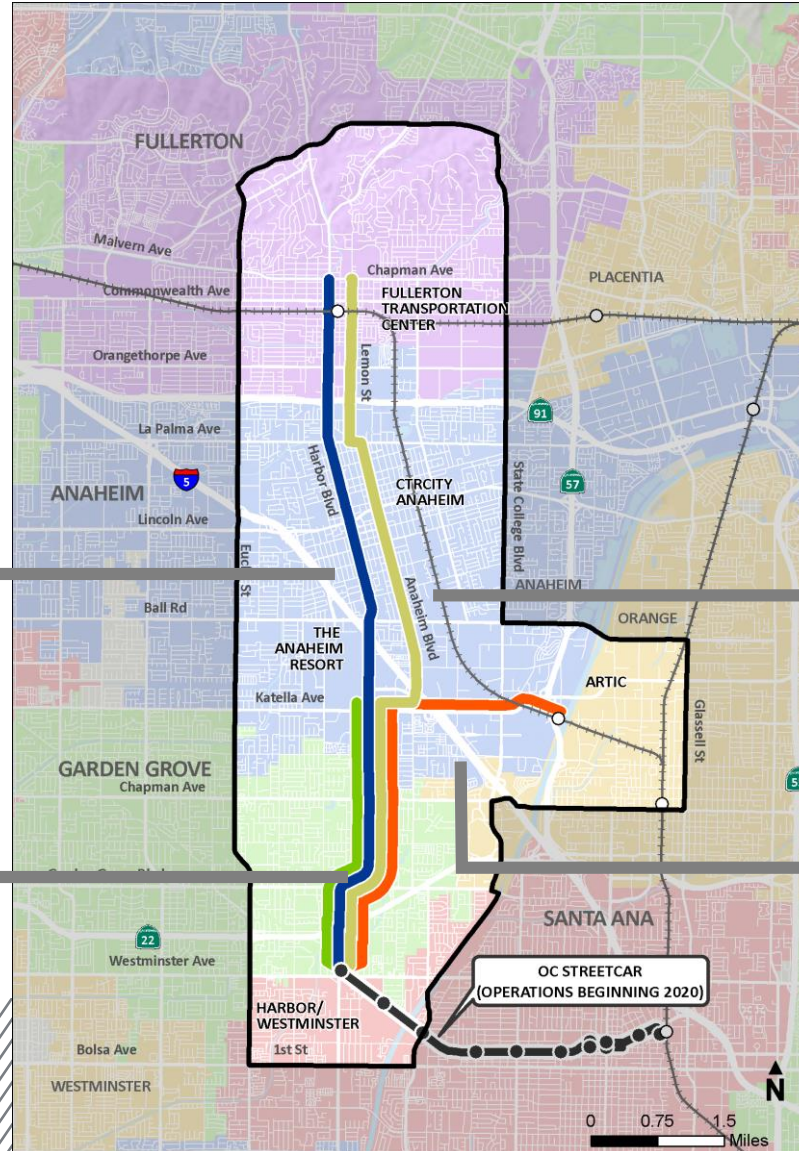 FULLERTON
Malvern Ave
Chapman Ave
Commonwealth Ave
PLACENTIA
FULLERTON
TRANSPORTATION
CENTER
Orangethorpe Ave
Lemon St
91
La Palma Ave
Harbor Blvd
5
CTRCITY
ANAHEIM
State College Blvd
57
ANAHEIM
Lincoln Ave
Anaheim Blvd
ANAHEIM
Ball Rd
ORANGE
THE
ANAHEIM
RESORT
ARTIC
Katella Ave
Glassell St
GARDEN GROVE
Chapman Ave
SANTA ANA
22
Westminster Ave
OC STREETCAR
(OPERATIONS BEGINNING 2020)
HARBOR/
WESTMINSTER
Bolsa Ave
1st St
WESTMINSTER
N
0 0.75 1.5
Miles